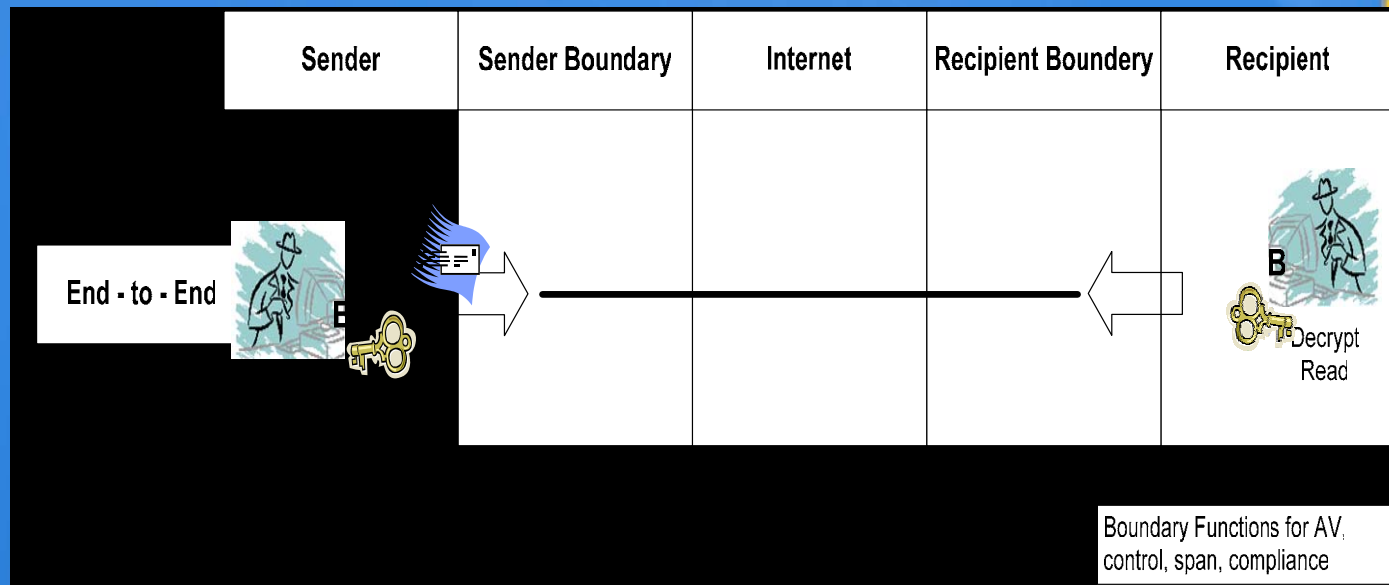 Sender
Sender Boundary
Internet
Recipient Boundery
Recipient
End - to - End
B
B
Decrypt
Read
Boundary Functions for AV,
control, span, compliance